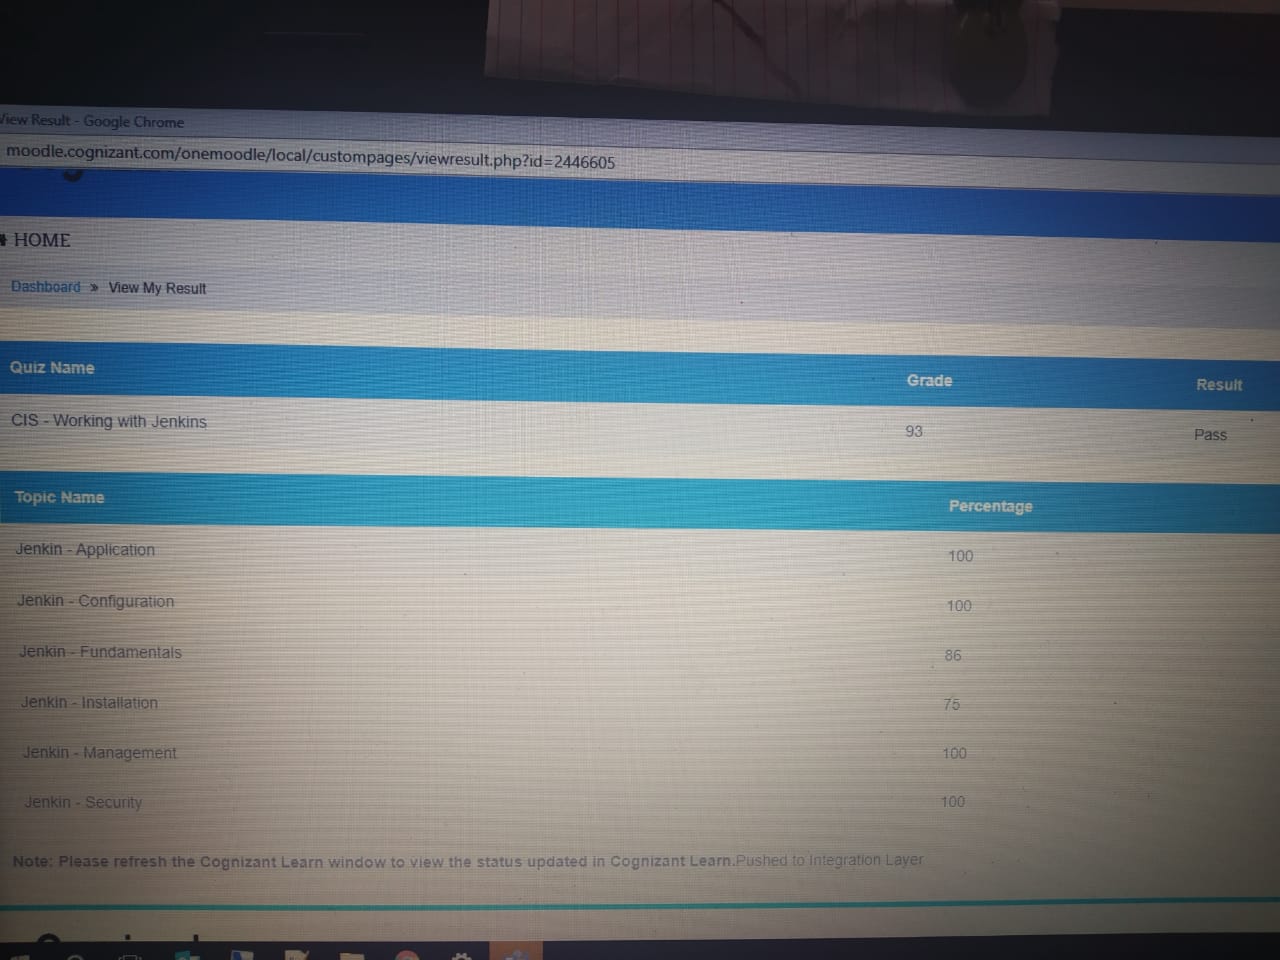 View Result - Google Chrome
moodle.cognizant.com/onemoodle/local/custompages/viewresult.php?id=2446605
HOME
Dashboard » View My Result
Quiz Name Grade Result
CIS - Working with Jenkins 93 Pass
Topic Name Percentage
Jenkin - Application 100
Jenkin - Configuration 100
Jenkin - Fundamentals 86
Jenkin - Installation 75
Jenkin - Management 100
Jenkin - Security 100
Note: Please refresh the Cognizant Learn window to view the status updated in Cognizant Learn.Pushed to Integration Layer